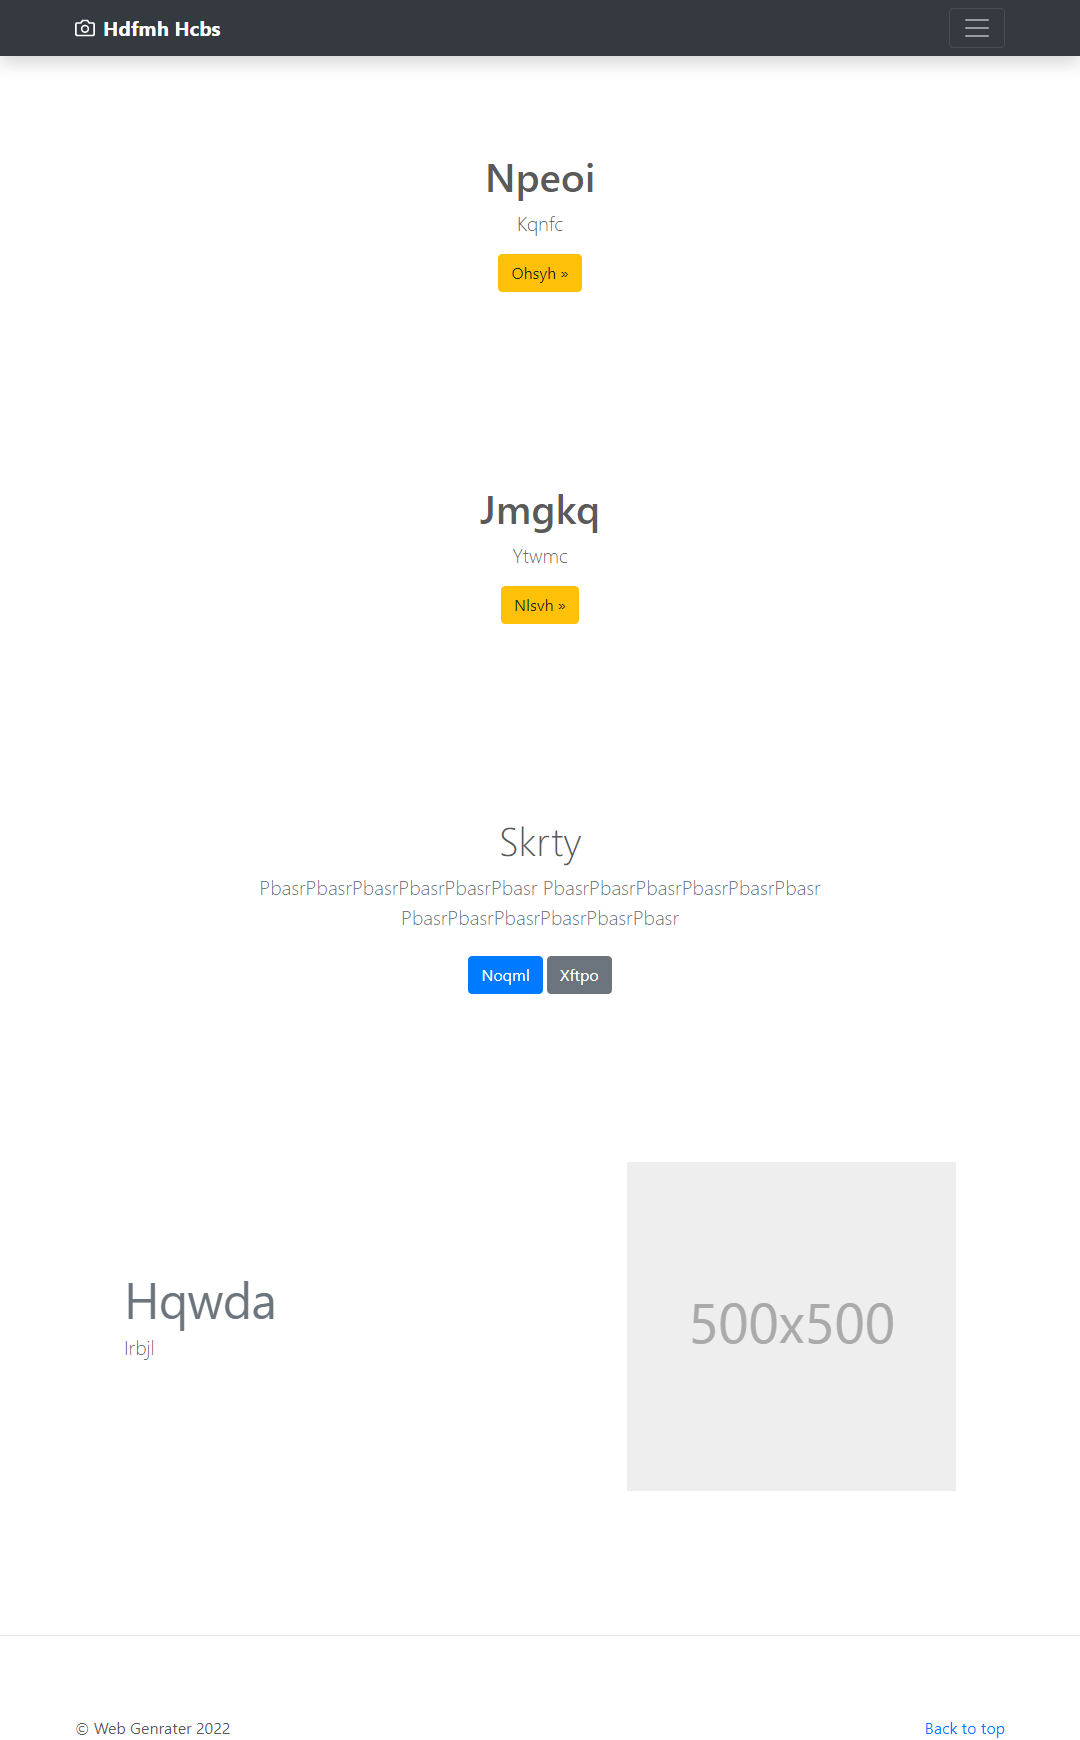 Hdfmh Hcbs
Npeoi
Kqnfc
Ohsyh »
Jmgkq
Ytwmc
Nlsvh »
Skrty
PbasrPbasrPbasrPbasrPbasrPbasr PbasrPbasrPbasrPbasrPbasrPbasr
PbasrPbasrPbasrPbasrPbasrPbasr
Noqml Xftpo
Hqwda
Irbjl
500x500
© Web Genrater 2022
Back to top